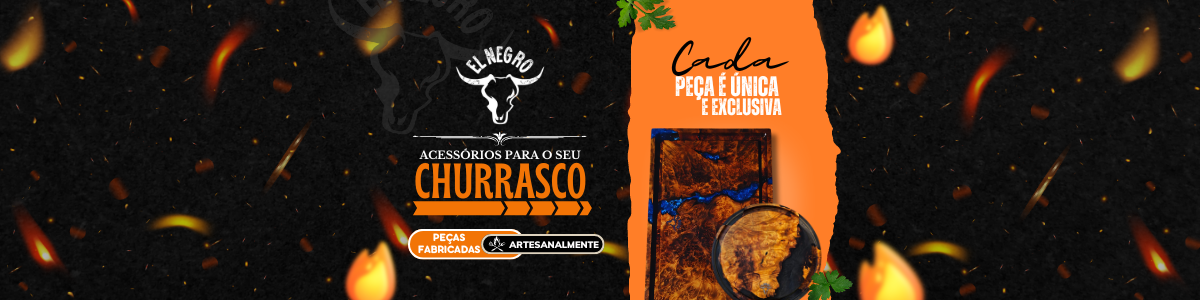 EL NEGRO
ACESSÓRIOS PARA O SEU
CHURRASCO
PEÇAS
FABRICADAS
ARTESANALMENTE
Cada
PEÇA É ÚNICA
E EXCLUSIVA